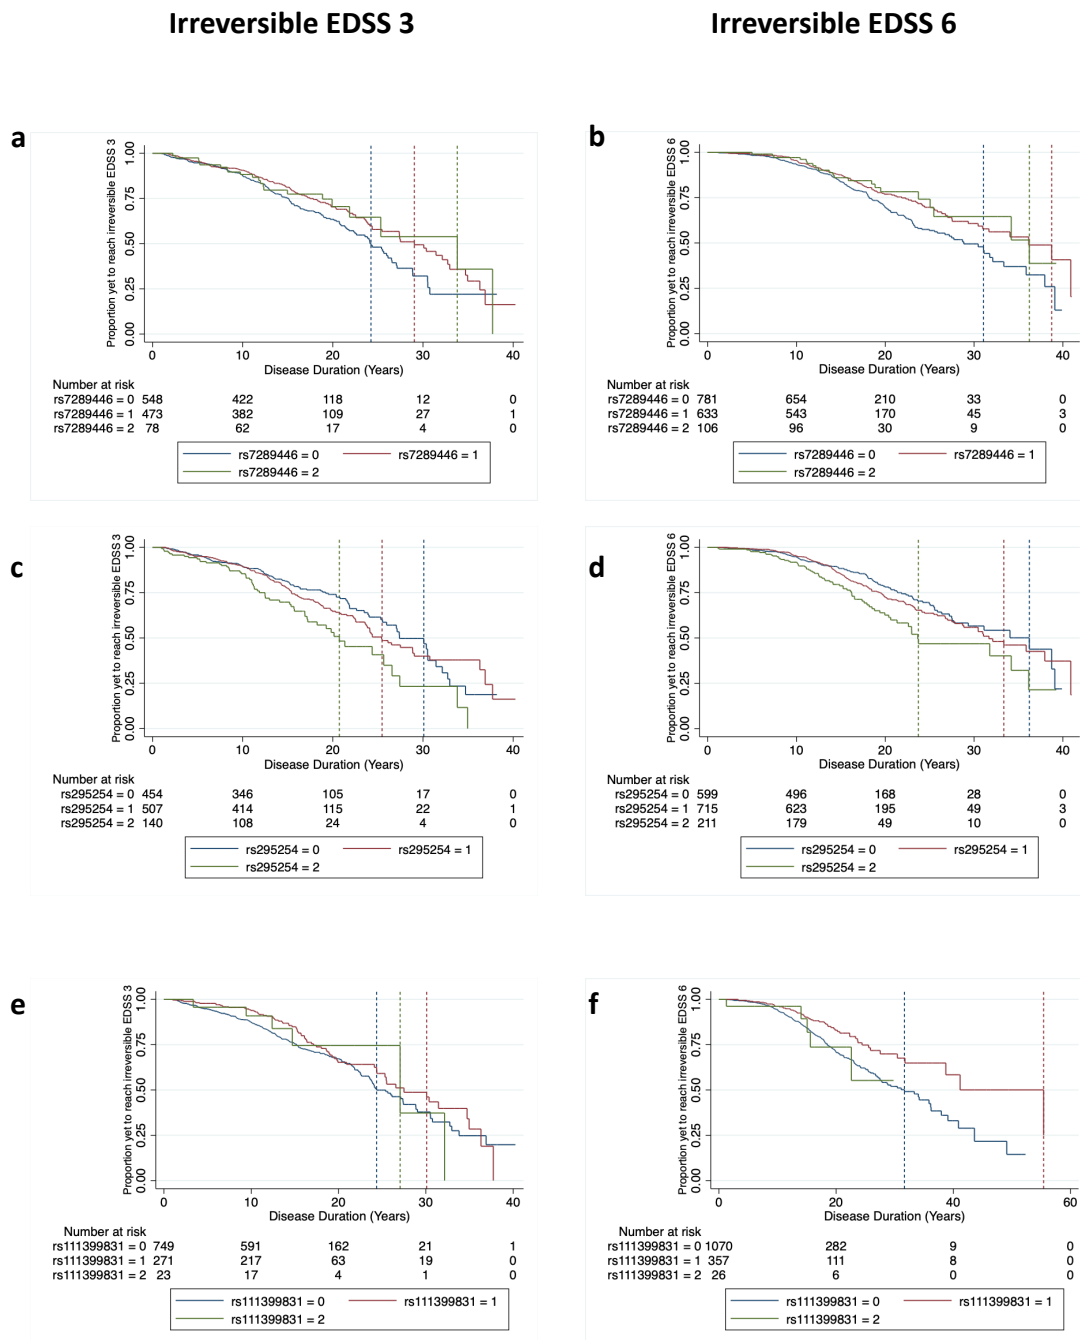 Irreversible EDSS 3
Irreversible EDSS 6
a
Proportion yet to reach irreversible EDSS 3
1.00
0.75
0.50
0.25
0.00
0 10 20 30 40
Disease Duration (Years)
Number at risk
rs7289446 = 0 548 422 118 12 0
rs7289446 = 1 473 382 109 27 1
rs7289446 = 2 78 62 17 4 0
rs7289446 = 0 rs7289446 = 1
rs7289446 = 2
b
Proportion yet to reach irreversible EDSS 6
1.00
0.75
0.50
0.25
0.00
0 10 20 30 40
Disease Duration (Years)
Number at risk
rs7289446 = 0 781 654 210 33 0
rs7289446 = 1 633 543 170 45 3
rs7289446 = 2 106 96 30 9 0
rs7289446 = 0 rs7289446 = 1
rs7289446 = 2
c
Proportion yet to reach irreversible EDSS 3
1.00
0.75
0.50
0.25
0.00
0 10 20 30 40
Disease Duration (Years)
Number at risk
rs295254 = 0 454 346 105 17 0
rs295254 = 1 507 414 115 22 1
rs295254 = 2 140 108 24 4 0
rs295254 = 0 rs295254 = 1
rs295254 = 2
d
Proportion yet to reach irreversible EDSS 6
1.00
0.75
0.50
0.25
0.00
0 10 20 30 40
Disease Duration (Years)
Number at risk
rs295254 = 0 599 496 168 28 0
rs295254 = 1 715 623 195 49 3
rs295254 = 2 211 179 49 10 0
rs295254 = 0 rs295254 = 1
rs295254 = 2
e
Proportion yet to reach irreversible EDSS 3
1.00
0.75
0.50
0.25
0.00
0 10 20 30 40
Disease Duration (Years)
Number at risk
rs111399831 = 0 749 591 162 21 1
rs111399831 = 1 271 217 63 19 0
rs111399831 = 2 23 17 4 1 0
rs111399831 = 0 rs111399831 = 1
rs111399831 = 2
f
Proportion yet to reach irreversible EDSS 6
1.00
0.75
0.50
0.25
0.00
0 20 40 60
Disease Duration (Years)
Number at risk
rs111399831 = 0 1070 282 9 0
rs111399831 = 1 357 111 8 0
rs111399831 = 2 26 6 0 0
rs111399831 = 0 rs111399831 = 1
rs111399831 = 2